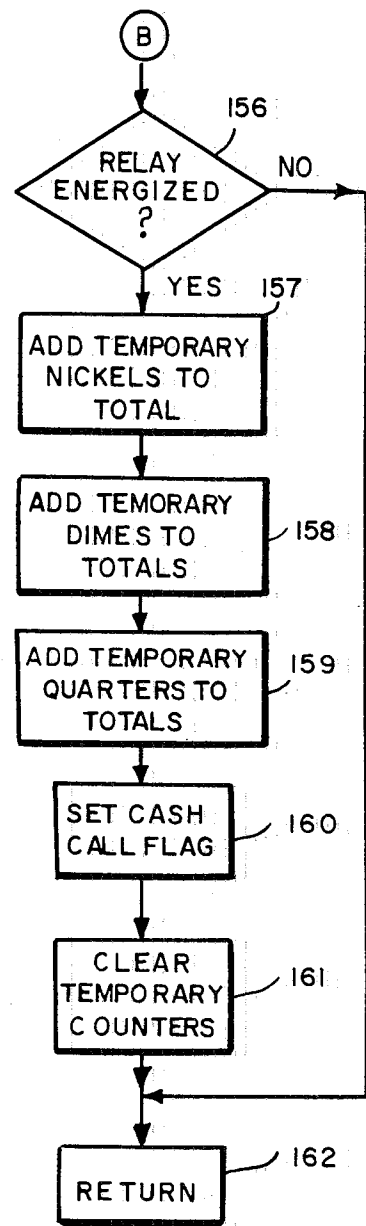 B
156
RELAY
ENERGIZED
?
NO
YES
157
ADD TEMPORARY
NICKELS TO
TOTAL
ADD TEMORARY
DIMES TO
TOTALS
158
ADD TEMPORARY
QUARTERS TO
TOTALS
159
SET CASH
CALL FLAG
160
CLEAR
TEMPORARY
COUNTERS
161
RETURN
162